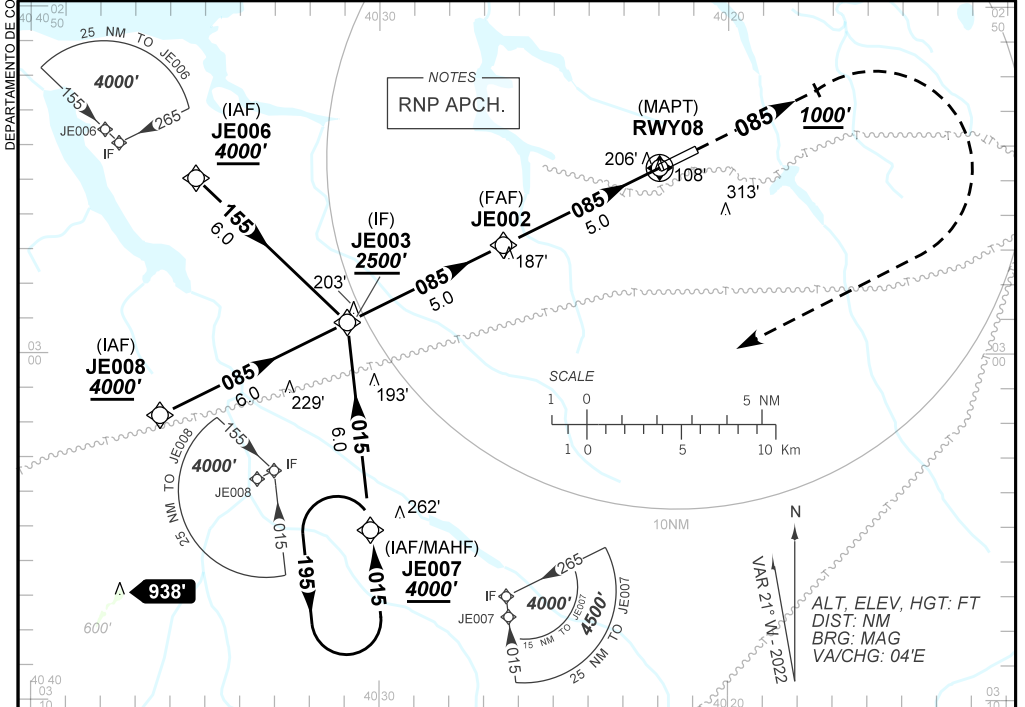 DEPARTAMENTO DE CO
40 40
50
40 30
40 20
02
50
25 NM TO JE006
4000'
155
265
JE006
IF
(IAF)
JE006
4000'
155
6.0
NOTES
RNP APCH.
(MAPT)
RWY08
085
1000'
206'
108'
313'
(FAF)
JE002
187'
085
5.0
(IF)
JE003
2500'
203'
085
5.0
03
00
03
00
(IAF)
JE008
4000'
085
6.0
229'
193'
015
6.0
SCALE
1 0 5 NM
1 0 5 10 Km
25 NM TO JE008
4000'
155
IF
JE008
015
262'
(IAF/MAHF)
JE007
4000'
195
015
10NM
938'
600'
265
IF
JE007
4000'
15 NM TO JE007
4500'
25 NM TO JE007
015
N
VAR 21° W - 2022
ALT, ELEV, HGT: FT
DIST: NM
BRG: MAG
VA/CHG: 04'E
40 40
03
10
40 30
40 20
03
10